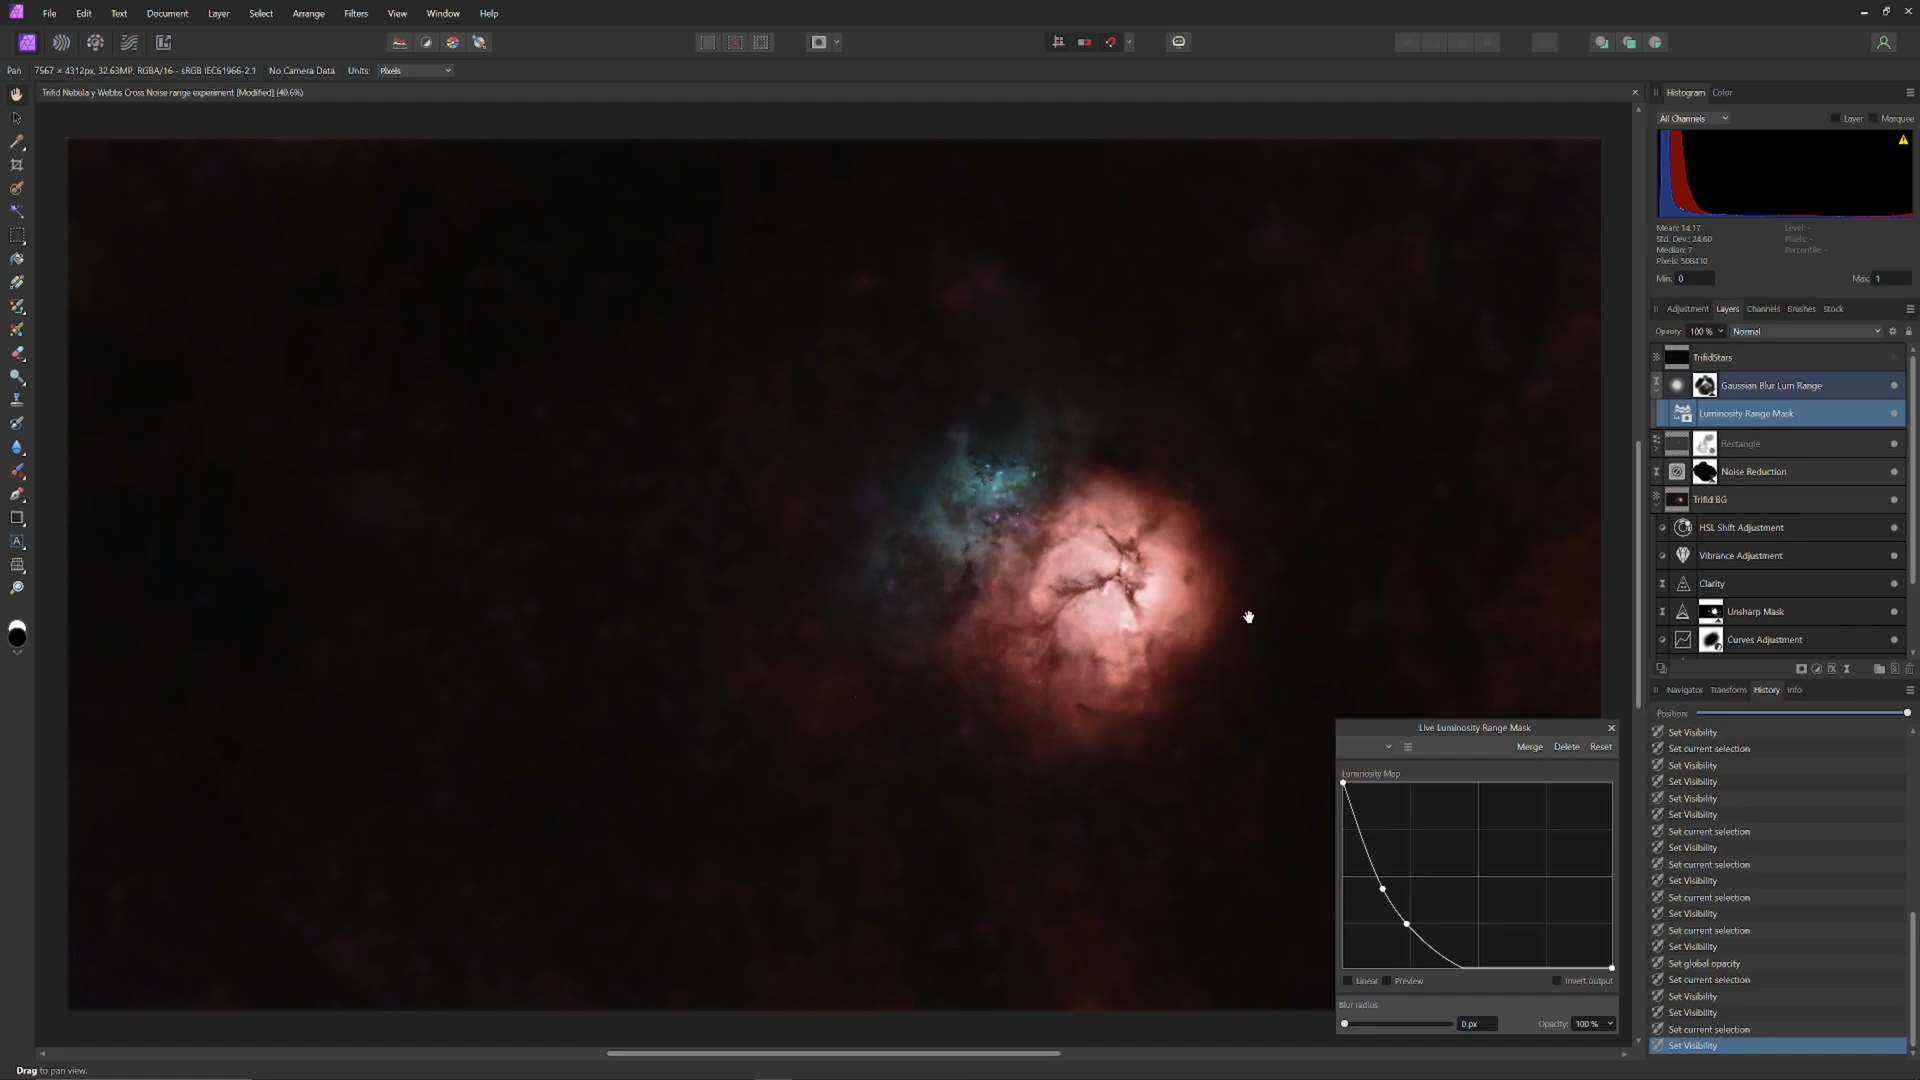 File Edit Text Document Layer Select Arrange Filters View Window Help
Pan 7567 × 4312px, 32.63MP, RGBA/16 - sRGB IEC61966-2.1 No Camera Data Units: Pixels
Trifid Nebula y Webbs Cross Noise range experiment [Modified] (40.6%)
Histogram Color
All Channels Layer Marquee
Mean: 14.17 Level: -
Std. Dev.: 24.60 Pixels: -
Median: 7 Percentile: -
Pixels: 508410
Min: 0 Max: 1
Adjustment Layers Channels Brushes Stock
Opacity: 100 % Normal
TrifidStars
Gaussian Blur Lum Range
Luminosity Range Mask
Rectangle
Noise Reduction
Trifid BG
HSL Shift Adjustment
Vibrance Adjustment
Clarity
Unsharp Mask
Curves Adjustment
Navigator Transform History Info
Position:
Set Visibility
Set current selection
Set Visibility
Set Visibility
Set Visibility
Set Visibility
Set current selection
Set Visibility
Set current selection
Set Visibility
Set current selection
Set Visibility
Set current selection
Set Visibility
Set global opacity
Set current selection
Set Visibility
Set Visibility
Set current selection
Set Visibility
Live Luminosity Range Mask
Merge Delete Reset
Luminosity Map
Linear Preview Invert output
Blur radius
0 px Opacity: 100 %
Drag to pan view.